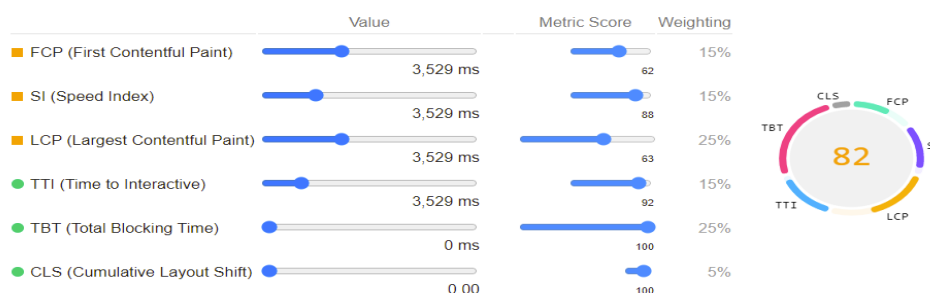 Value Metric Score Weighting
FCP (First Contentful Paint) 15%
3,529 ms 62
SI (Speed Index) 15%
3,529 ms 88
LCP (Largest Contentful Paint) 25%
3,529 ms 63
TTI (Time to Interactive) 15%
3,529 ms 92
TBT (Total Blocking Time) 25%
0 ms 100
CLS (Cumulative Layout Shift) 5%
0.00 100
CLS
FCP
TBT
S
82
TTI
LCP